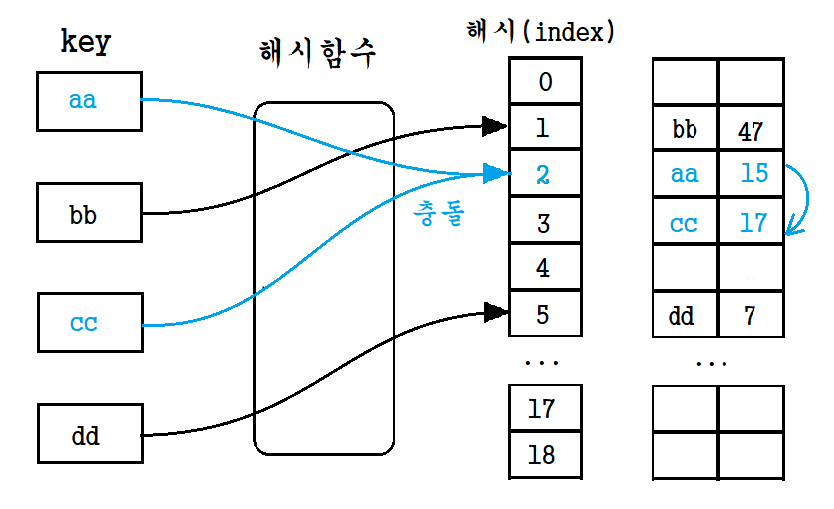 key
해시함수
해시(index)
aa
bb
cc
dd
충돌
0
1
2
3
4
5
...
17
18
bb 47
aa 15
cc 17
dd 7
...